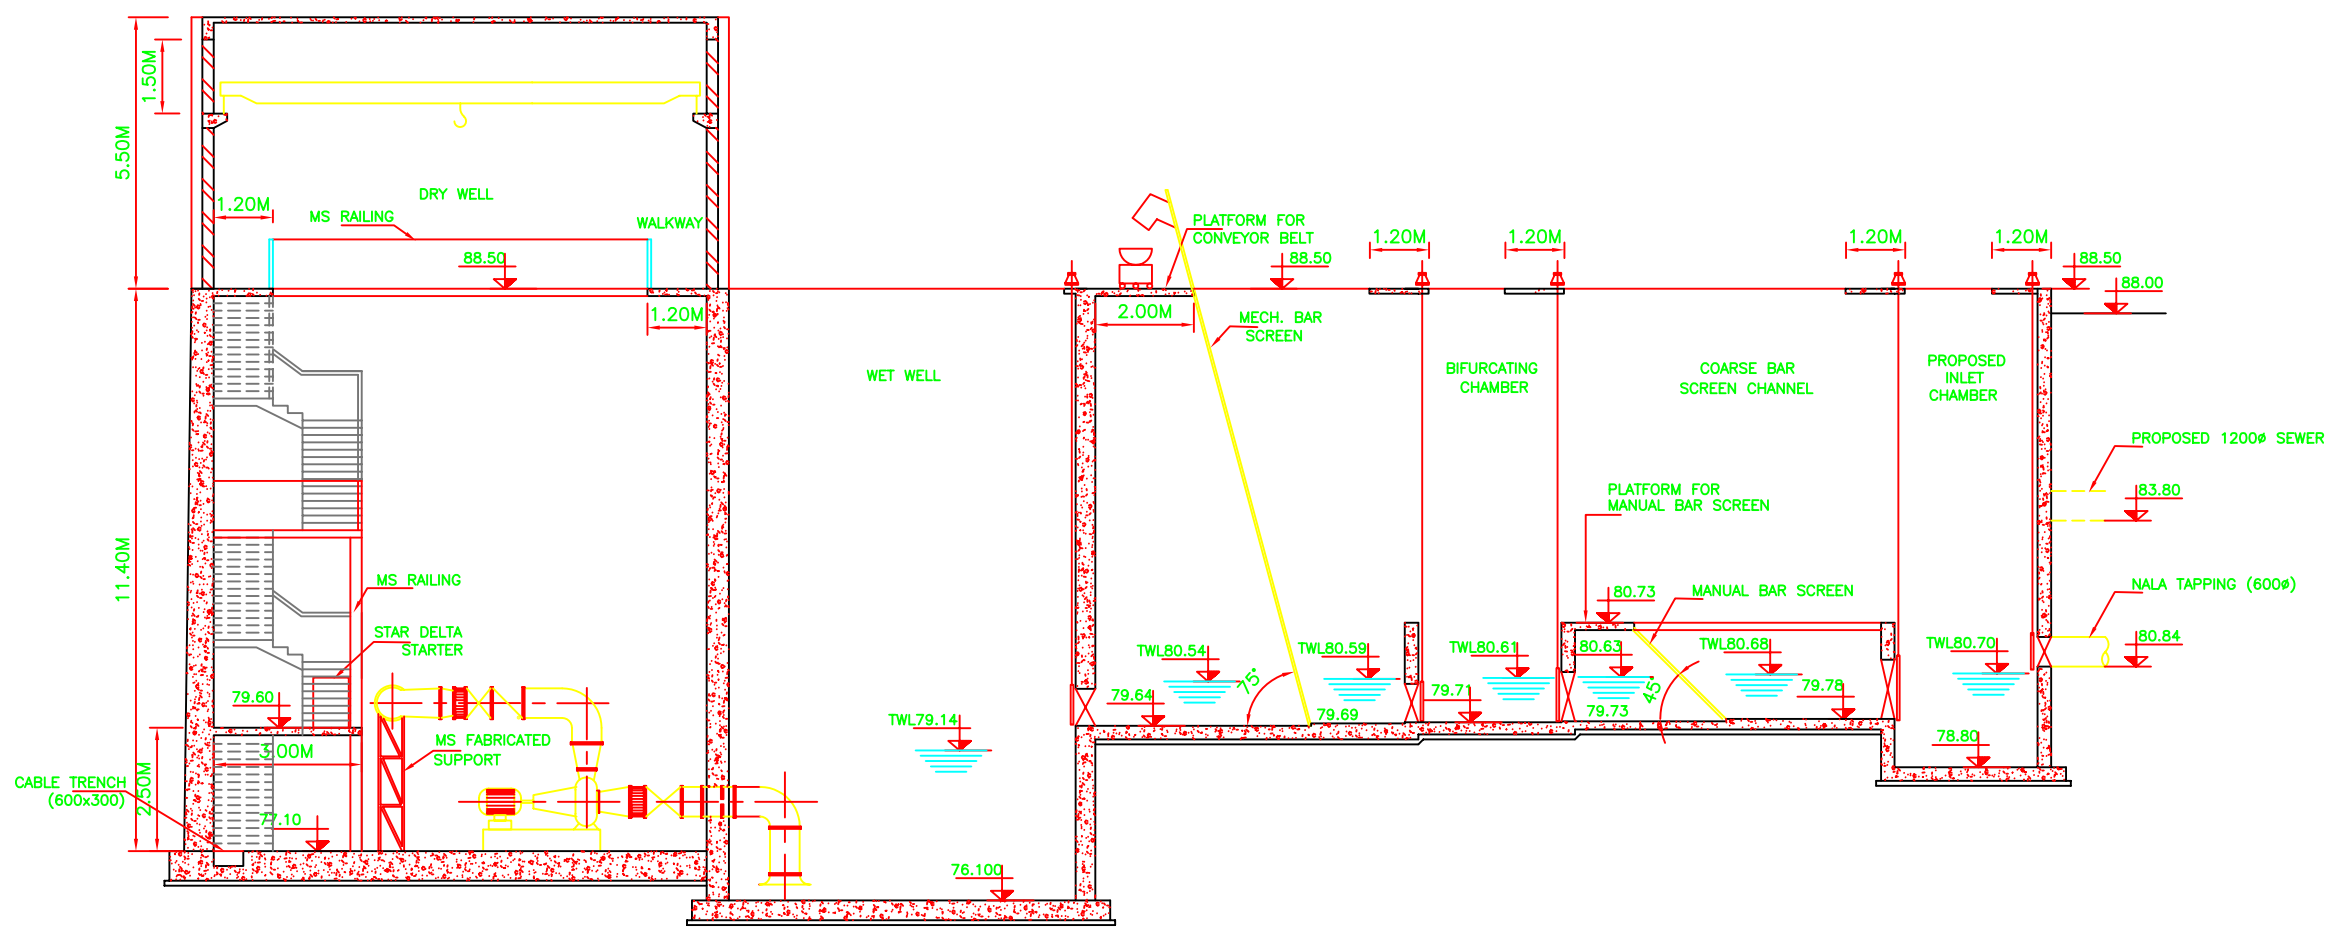 1.50M
5.50M
DRY WELL
1.20M
MS RAILING
WALKWAY
88.50
1.20M
PLATFORM FOR
CONVEYOR BELT
88.50
1.20M
1.20M
1.20M
1.20M
88.50
88.00
2.00M
MECH. BAR
SCREEN
WET WELL
BIFURCATING
CHAMBER
COARSE BAR
SCREEN CHANNEL
PROPOSED
INLET
CHAMBER
PROPOSED 1200ø SEWER
83.80
PLATFORM FOR
MANUAL BAR SCREEN
11.40M
MS RAILING
STAR DELTA
STARTER
80.73
MANUAL BAR SCREEN
NALA TAPPING (600ø)
80.84
TWL80.54
TWL80.59
TWL80.61
80.63
TWL80.68
TWL80.70
75°
45
79.60
79.64
79.69
79.71
79.73
79.78
TWL79.14
78.80
3.00M
MS FABRICATED
SUPPORT
CABLE TRENCH
(600x300)
2.50M
77.10
76.100